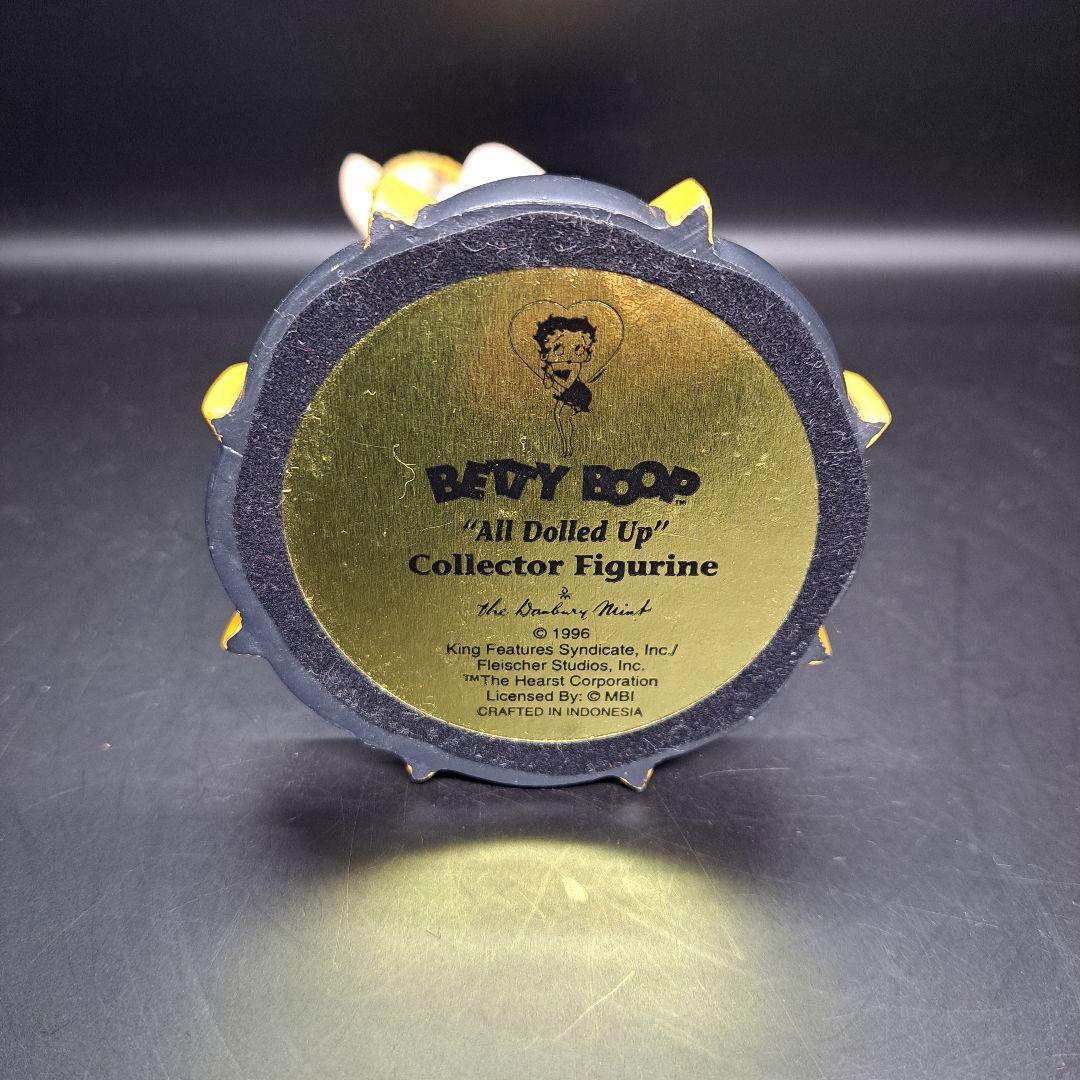 BETTY BOOP™
"All Dolled Up"
Collector Figurine
the Danbury Mint
© 1996
King Features Syndicate, Inc./
Fleischer Studios, Inc.
™The Hearst Corporation
Licensed By: © MBI
CRAFTED IN INDONESIA